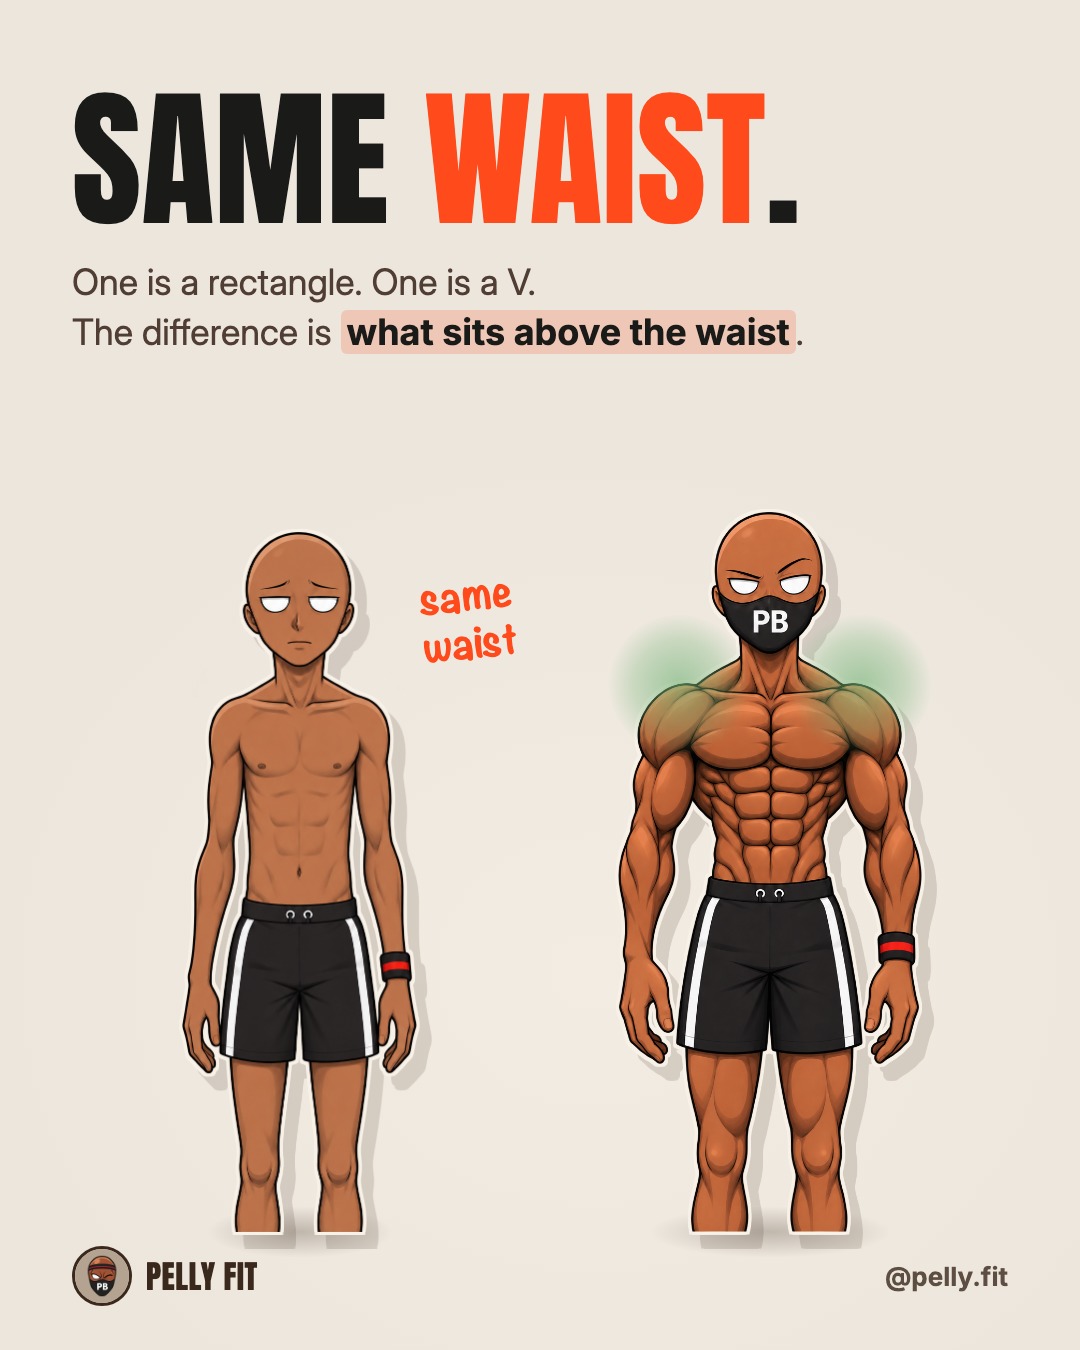 SAME WAIST.
One is a rectangle. One is a V.
The difference is what sits above the waist.
same
waist
PB
PB
PELLY FIT
@pelly.fit